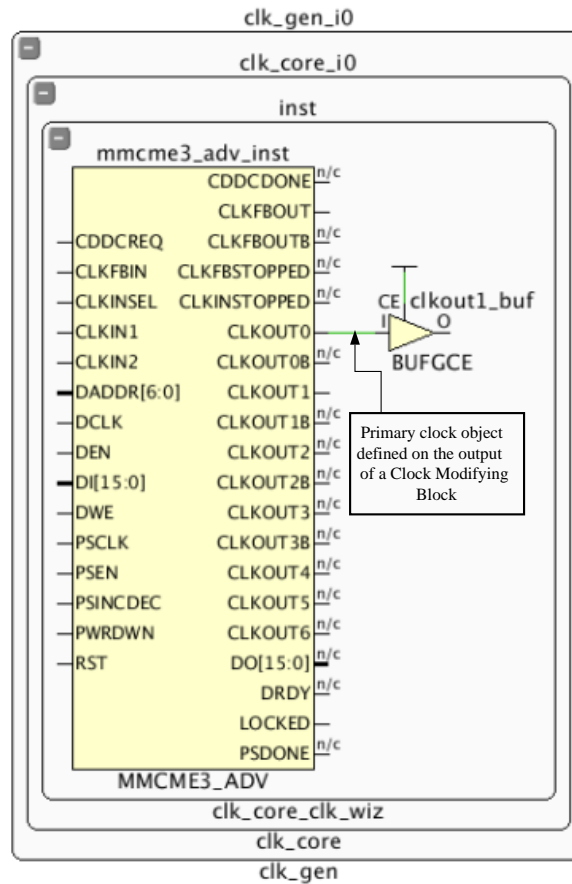 clk_gen_i0
clk_core_i0
inst
mmcme3_adv_inst
CDDCDONE n/c
CLKFBOUT
CDDCREQ CLKFBOUTB n/c
CLKFBIN CLKFBSTOPPED n/c
CLKINSEL CLKINSTOPPED n/c CE clkout1_buf
CLKIN1 CLKOUT0 I O
CLKIN2 CLKOUT0B n/c BUFGCE
DADDR[6:0] CLKOUT1
DCLK CLKOUT1B n/c
DEN CLKOUT2 n/c
DI[15:0] CLKOUT2B n/c
DWE CLKOUT3 n/c
PSCLK CLKOUT3B n/c
PSEN CLKOUT4 n/c
PSINCDEC CLKOUT5 n/c
PWRDWN CLKOUT6 n/c
RST DO[15:0] n/c
DRDY n/c
LOCKED
PSDONE n/c
MMCME3_ADV
Primary clock object
defined on the output
of a Clock Modifying
Block
clk_core_clk_wiz
clk_core
clk_gen